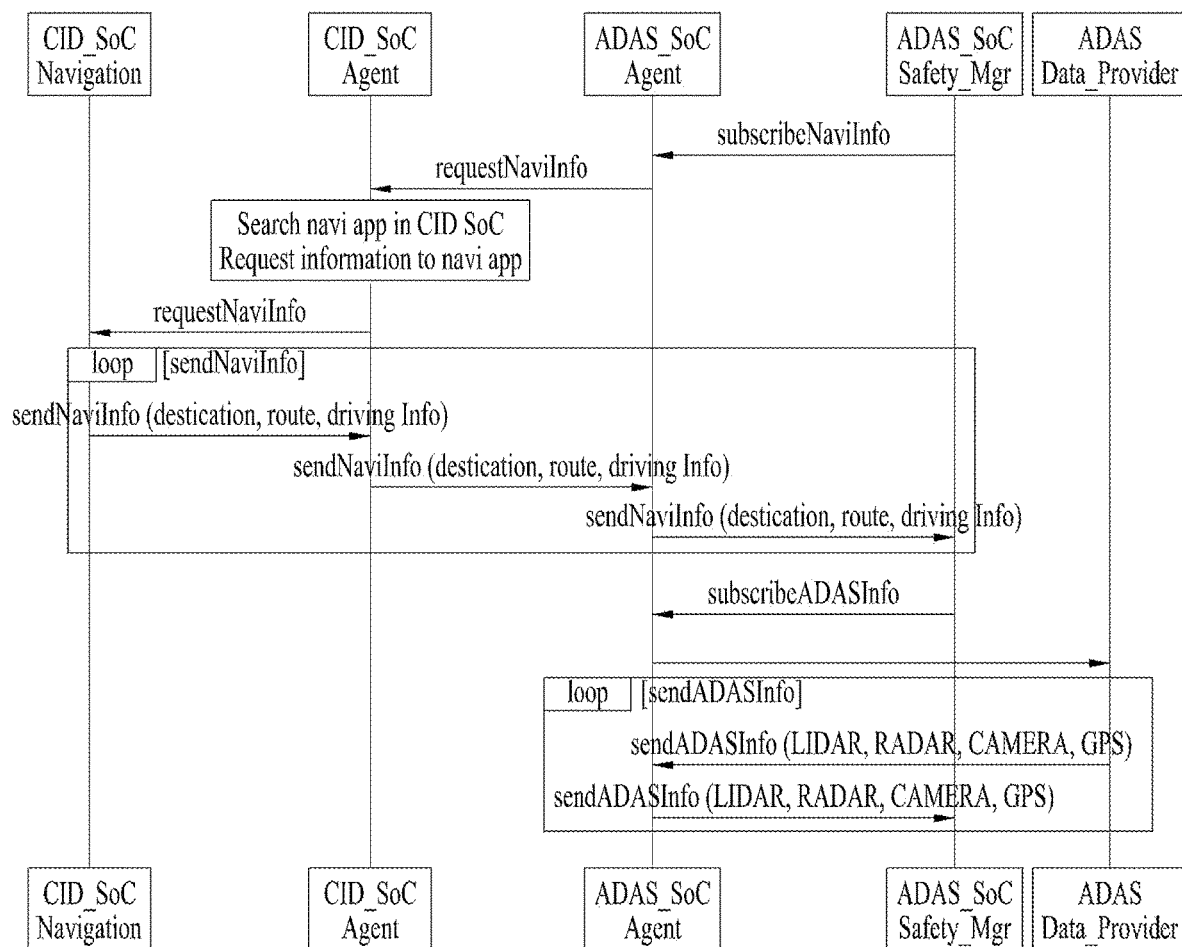 CID_SoC
Navigation
CID_SoC
Agent
ADAS_SoC
Agent
ADAS_SoC
Safety_Mgr
ADAS
Data_Provider
subscribeNaviInfo
requestNaviInfo
Search navi app in CID SoC
Request information to navi app
requestNaviInfo
loop [sendNaviInfo]
sendNaviInfo (destication, route, driving Info)
sendNaviInfo (destication, route, driving Info)
sendNaviInfo (destication, route, driving Info)
subscribeADASInfo
loop [sendADASInfo]
sendADASInfo (LIDAR, RADAR, CAMERA, GPS)
sendADASInfo (LIDAR, RADAR, CAMERA, GPS)
CID_SoC
Navigation
CID_SoC
Agent
ADAS_SoC
Agent
ADAS_SoC
Safety_Mgr
ADAS
Data_Provider